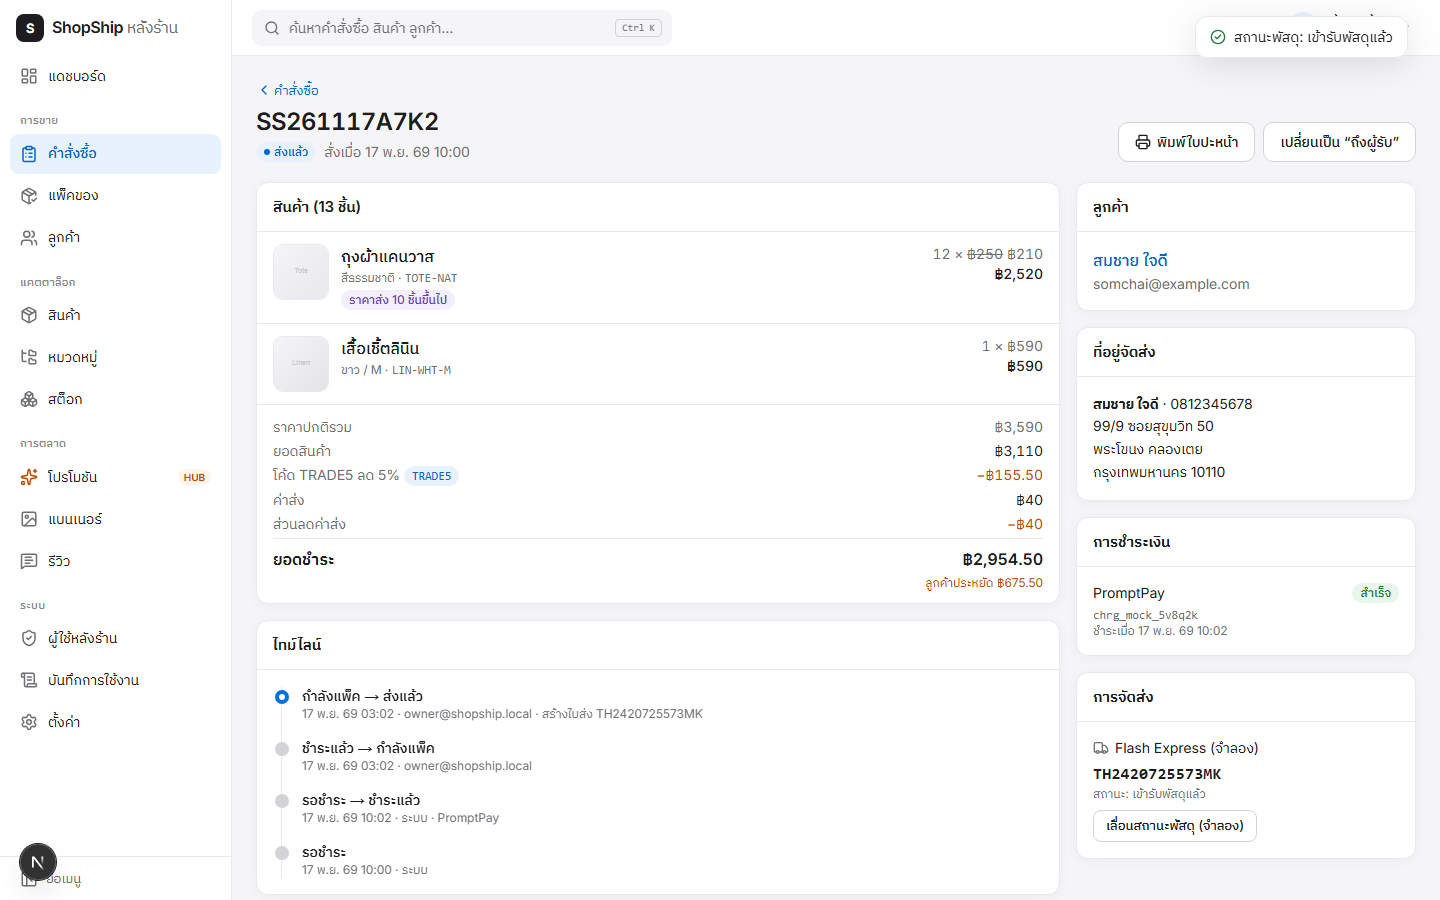 S ShopShip หลังร้าน
ค้นหาคำสั่งซื้อ สินค้า ลูกค้า... Ctrl K
สถานะพัสดุ: เข้ารับพัสดุแล้ว
แดชบอร์ด
การขาย
คำสั่งซื้อ
แพ็คของ
ลูกค้า
แคตตาล็อก
สินค้า
หมวดหมู่
สต็อก
การตลาด
โปรโมชัน HUB
แบนเนอร์
รีวิว
ระบบ
ผู้ใช้หลังร้าน
บันทึกการใช้งาน
ตั้งค่า
N
ย่อเมนู
คำสั่งซื้อ
SS261117A7K2
ส่งแล้ว สั่งเมื่อ 17 พ.ย. 69 10:00
พิมพ์ใบปะหน้า
เปลี่ยนเป็น “ถึงผู้รับ”
สินค้า (13 ชิ้น)
Tote
ถุงผ้าแคนวาส
สีธรรมชาติ · TOTE-NAT
ราคาส่ง 10 ชิ้นขึ้นไป
12 × ฿250 ฿210
฿2,520
Linen
เสื้อเชิ้ตลินิน
ขาว / M · LIN-WHT-M
1 × ฿590
฿590
ราคาปกติรวม ฿3,590
ยอดสินค้า ฿3,110
โค้ด TRADE5 ลด 5% TRADE5 −฿155.50
ค่าส่ง ฿40
ส่วนลดค่าส่ง −฿40
ยอดชำระ ฿2,954.50
ลูกค้าประหยัด ฿675.50
ไทม์ไลน์
กำลังแพ็ค → ส่งแล้ว
17 พ.ย. 69 03:02 · owner@shopship.local · สร้างใบส่ง TH2420725573MK
ชำระแล้ว → กำลังแพ็ค
17 พ.ย. 69 03:02 · owner@shopship.local
รอชำระ → ชำระแล้ว
17 พ.ย. 69 10:02 · ระบบ · PromptPay
รอชำระ
17 พ.ย. 69 10:00 · ระบบ
ลูกค้า
สมชาย ใจดี
somchai@example.com
ที่อยู่จัดส่ง
สมชาย ใจดี · 0812345678
99/9 ซอยสุขุมวิท 50
พระโขนง คลองเตย
กรุงเทพมหานคร 10110
การชำระเงิน
PromptPay สำเร็จ
chrg_mock_5v8q2k
ชำระเมื่อ 17 พ.ย. 69 10:02
การจัดส่ง
Flash Express (จำลอง)
TH2420725573MK
สถานะ: เข้ารับพัสดุแล้ว
เลื่อนสถานะพัสดุ (จำลอง)